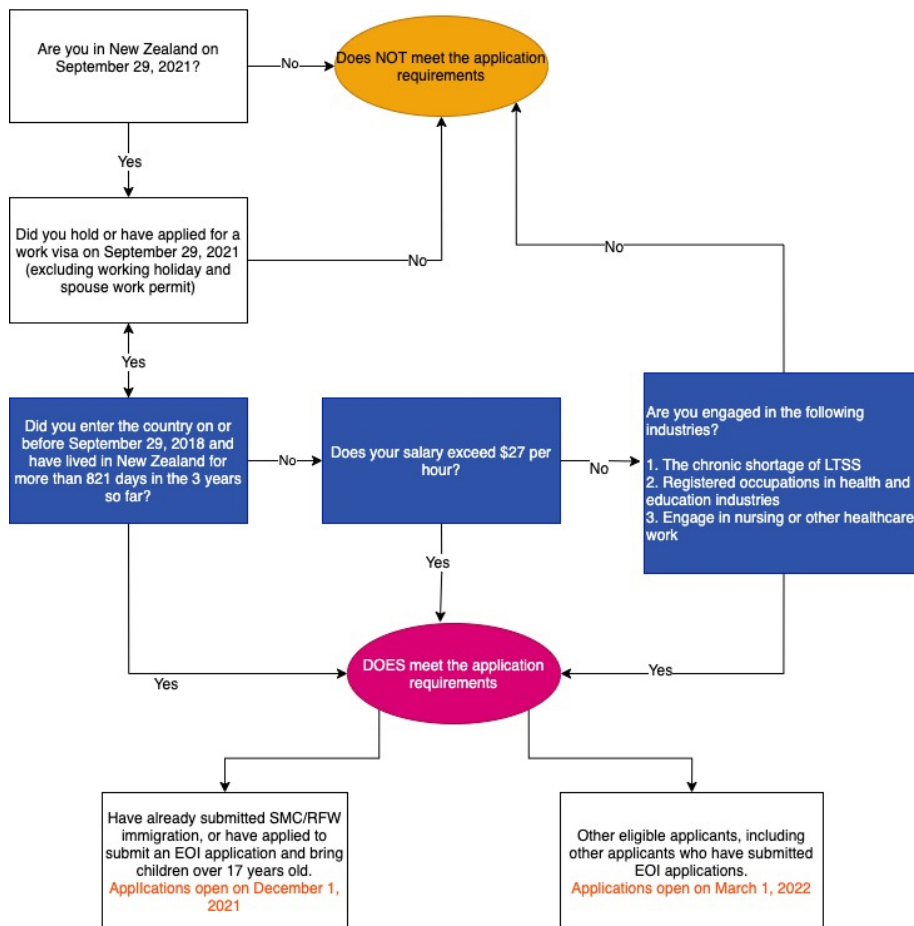 Are you in New Zealand on
September 29, 2021?
No
Does NOT meet the application
requirements
Yes
Did you hold or have applied for a
work visa on September 29, 2021
(excluding working holiday and
spouse work permit)
No
No
Yes
Did you enter the country on or
before September 29, 2018 and
have lived in New Zealand for
more than 821 days in the 3 years
so far?
No
Does your salary exceed $27 per
hour?
No
Are you engaged in the following
industries?
1. The chronic shortage of LTSS
2. Registered occupations in health and
education industries
3. Engage in nursing or other healthcare
work
Yes
Yes
DOES meet the application
requirements
Yes
Have already submitted SMC/RFW
immigration, or have applied to
submit an EOI application and bring
children over 17 years old.
Applications open on December 1,
2021
Other eligible applicants, including
other applicants who have submitted
EOI applications.
Applications open on March 1, 2022